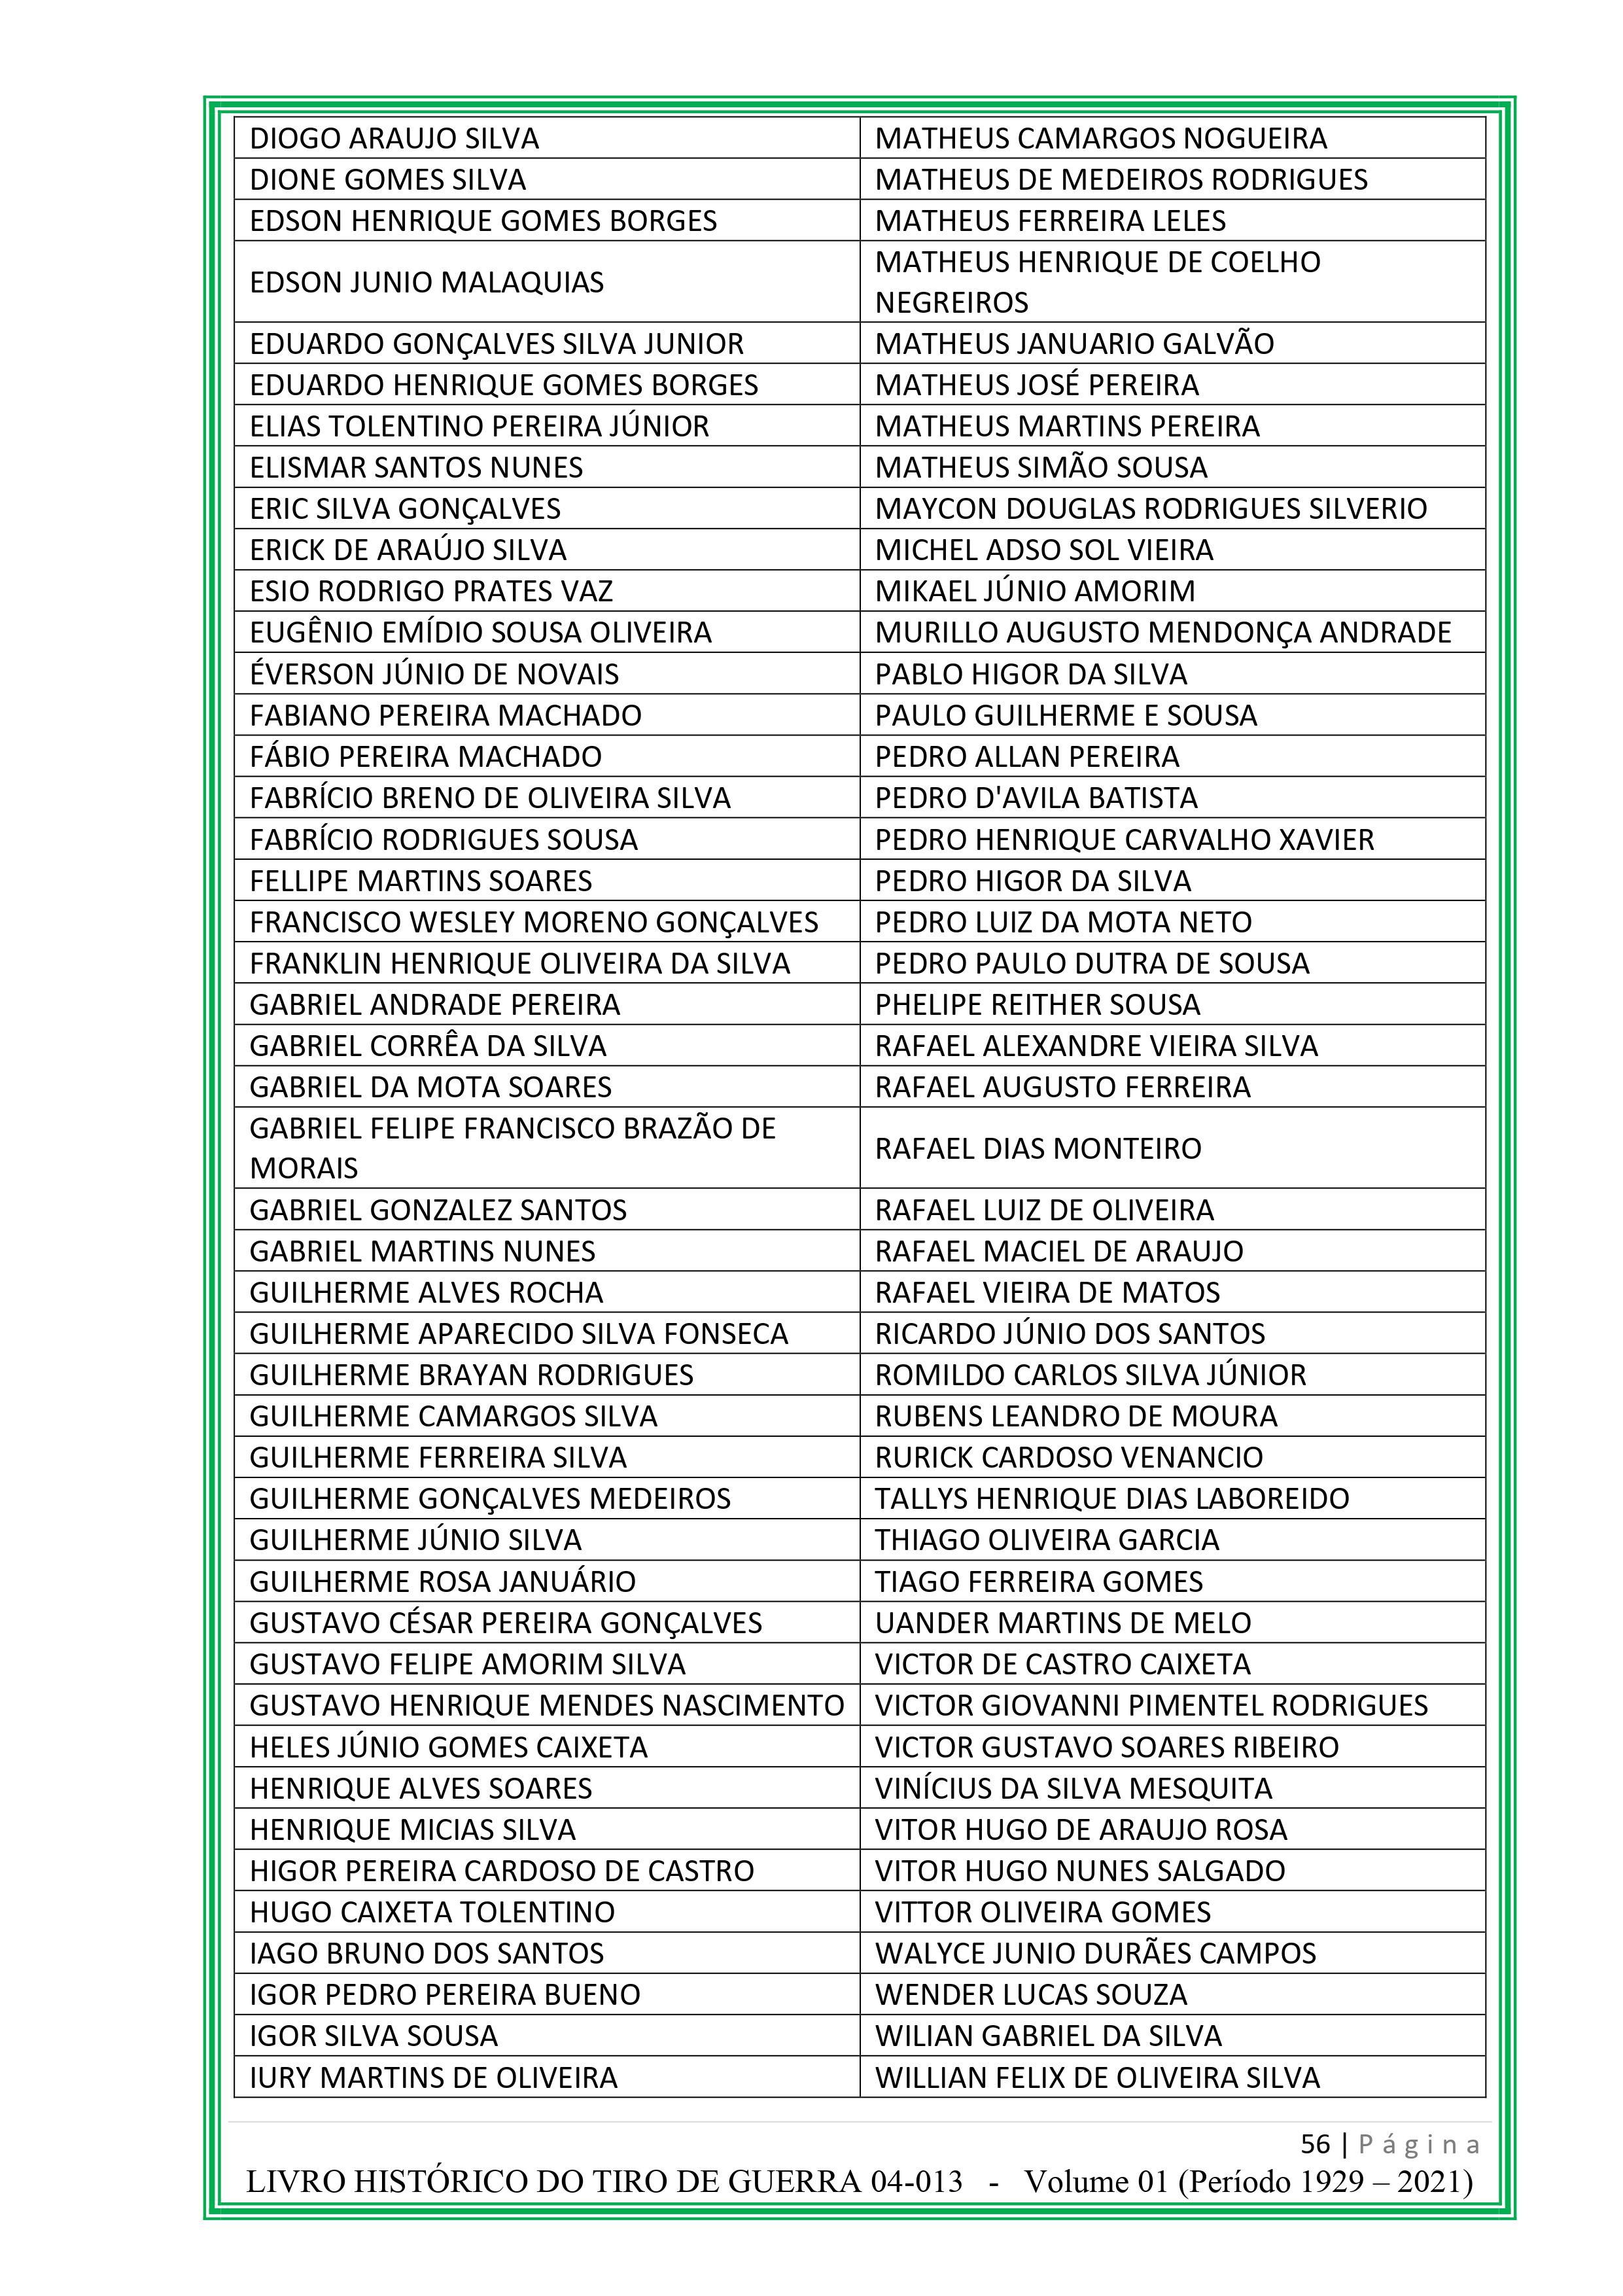 DIOGO ARAUJO SILVA
MATHEUS CAMARGOS NOGUEIRA
DIONE GOMES SILVA
MATHEUS DE MEDEIROS RODRIGUES
EDSON HENRIQUE GOMES BORGES
MATHEUS FERREIRA LELES
EDSON JUNIO MALAQUIAS
MATHEUS HENRIQUE DE COELHO
NEGREIROS
EDUARDO GONÇALVES SILVA JUNIOR
MATHEUS JANUARIO GALVÃO
EDUARDO HENRIQUE GOMES BORGES
MATHEUS JOSÉ PEREIRA
ELIAS TOLENTINO PEREIRA JÚNIOR
MATHEUS MARTINS PEREIRA
ELISMAR SANTOS NUNES
MATHEUS SIMÃO SOUSA
ERIC SILVA GONÇALVES
MAYCON DOUGLAS RODRIGUES SILVERIO
ERICK DE ARAÚJO SILVA
MICHEL ADSO SOL VIEIRA
ESIO RODRIGO PRATES VAZ
MIKAEL JÚNIO AMORIM
EUGÊNIO EMÍDIO SOUSA OLIVEIRA
MURILLO AUGUSTO MENDONÇA ANDRADE
ÉVERSON JÚNIO DE NOVAIS
PABLO HIGOR DA SILVA
FABIANO PEREIRA MACHADO
PAULO GUILHERME E SOUSA
FÁBIO PEREIRA MACHADO
PEDRO ALLAN PEREIRA
FABRÍCIO BRENO DE OLIVEIRA SILVA
PEDRO D'AVILA BATISTA
FABRÍCIO RODRIGUES SOUSA
PEDRO HENRIQUE CARVALHO XAVIER
FELLIPE MARTINS SOARES
PEDRO HIGOR DA SILVA
FRANCISCO WESLEY MORENO GONÇALVES
PEDRO LUIZ DA MOTA NETO
FRANKLIN HENRIQUE OLIVEIRA DA SILVA
PEDRO PAULO DUTRA DE SOUSA
GABRIEL ANDRADE PEREIRA
PHELIPE REITHER SOUSA
GABRIEL CORRÊA DA SILVA
RAFAEL ALEXANDRE VIEIRA SILVA
GABRIEL DA MOTA SOARES
RAFAEL AUGUSTO FERREIRA
GABRIEL FELIPE FRANCISCO BRAZÃO DE
MORAIS
RAFAEL DIAS MONTEIRO
GABRIEL GONZALEZ SANTOS
RAFAEL LUIZ DE OLIVEIRA
GABRIEL MARTINS NUNES
RAFAEL MACIEL DE ARAUJO
GUILHERME ALVES ROCHA
RAFAEL VIEIRA DE MATOS
GUILHERME APARECIDO SILVA FONSECA
RICARDO JÚNIO DOS SANTOS
GUILHERME BRAYAN RODRIGUES
ROMILDO CARLOS SILVA JÚNIOR
GUILHERME CAMARGOS SILVA
RUBENS LEANDRO DE MOURA
GUILHERME FERREIRA SILVA
RURICK CARDOSO VENANCIO
GUILHERME GONÇALVES MEDEIROS
TALLYS HENRIQUE DIAS LABOREIDO
GUILHERME JÚNIO SILVA
THIAGO OLIVEIRA GARCIA
GUILHERME ROSA JANUÁRIO
TIAGO FERREIRA GOMES
GUSTAVO CÉSAR PEREIRA GONÇALVES
UANDER MARTINS DE MELO
GUSTAVO FELIPE AMORIM SILVA
VICTOR DE CASTRO CAIXETA
GUSTAVO HENRIQUE MENDES NASCIMENTO
VICTOR GIOVANNI PIMENTEL RODRIGUES
HELES JÚNIO GOMES CAIXETA
VICTOR GUSTAVO SOARES RIBEIRO
HENRIQUE ALVES SOARES
VINÍCIUS DA SILVA MESQUITA
HENRIQUE MICIAS SILVA
VITOR HUGO DE ARAUJO ROSA
HIGOR PEREIRA CARDOSO DE CASTRO
VITOR HUGO NUNES SALGADO
HUGO CAIXETA TOLENTINO
VITTOR OLIVEIRA GOMES
IAGO BRUNO DOS SANTOS
WALYCE JUNIO DURÃES CAMPOS
IGOR PEDRO PEREIRA BUENO
WENDER LUCAS SOUZA
IGOR SILVA SOUSA
WILIAN GABRIEL DA SILVA
IURY MARTINS DE OLIVEIRA
WILLIAN FELIX DE OLIVEIRA SILVA
56 | Página
LIVRO HISTÓRICO DO TIRO DE GUERRA 04-013 - Volume 01 (Período 1929 – 2021)